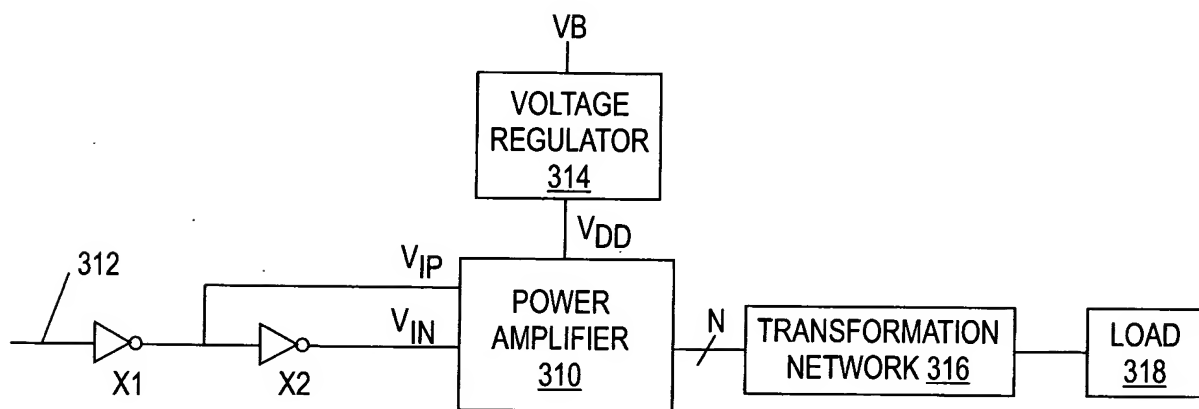 VB
VOLTAGE
REGULATOR
314
VDD
312
VIP
VIN
X1
X2
POWER
AMPLIFIER
310
N
TRANSFORMATION
NETWORK 316
LOAD
318